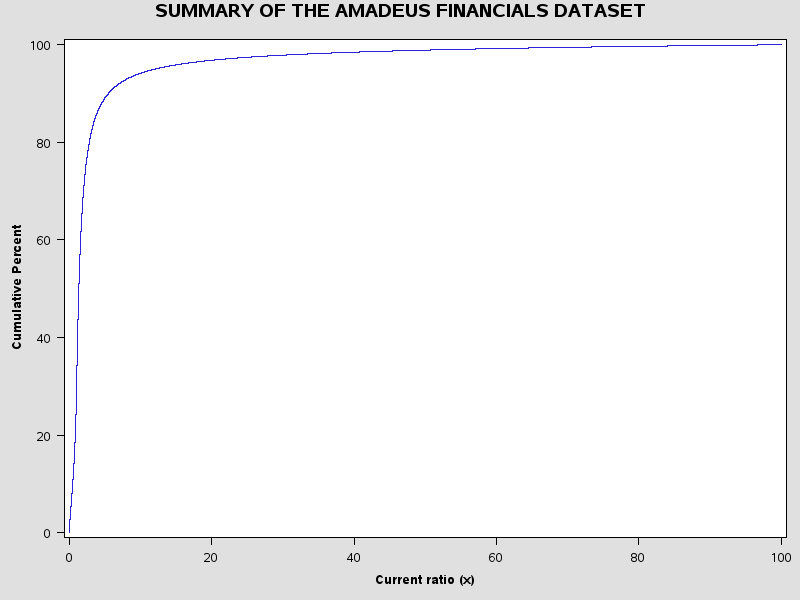 SUMMARY OF THE AMADEUS FINANCIALS DATASET
100
80
60
40
20
0
Cumulative Percent
0 20 40 60 80 100
Current ratio (x)